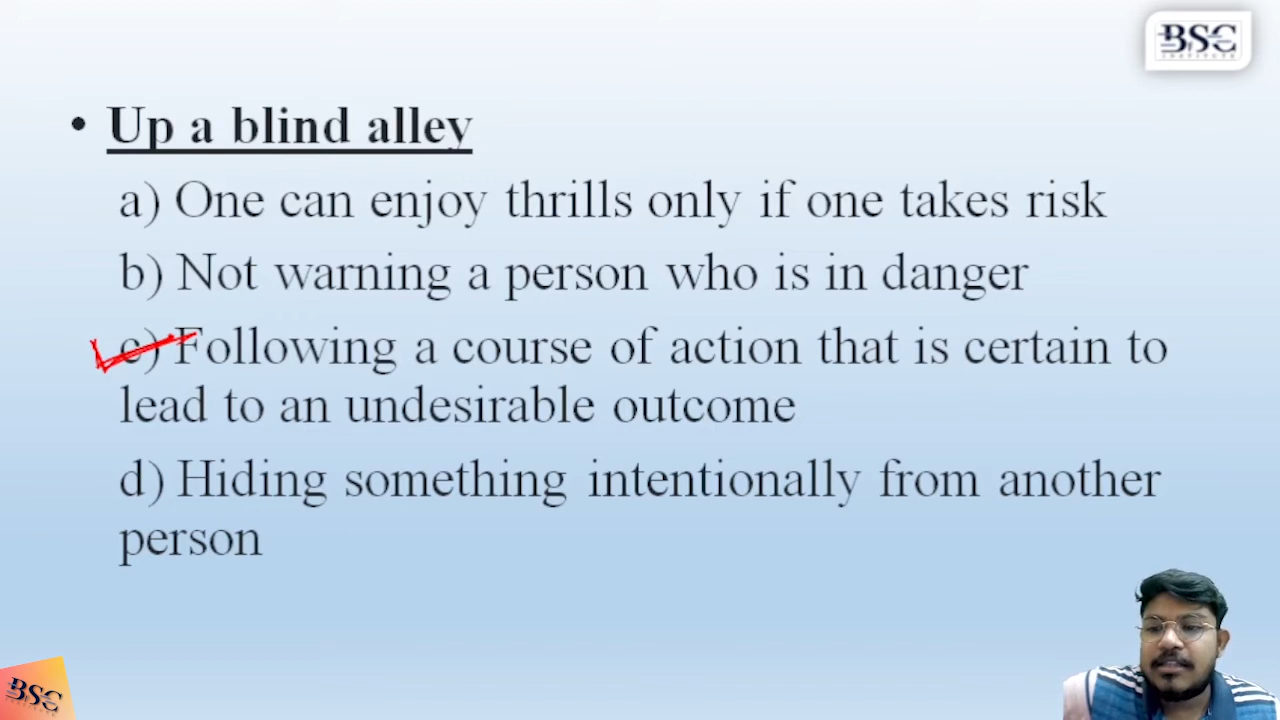 BSC
INSTITUTE
• Up a blind alley
a) One can enjoy thrills only if one takes risk
b) Not warning a person who is in danger
c) Following a course of action that is certain to
lead to an undesirable outcome
d) Hiding something intentionally from another
person
BSC
INSTITUTE